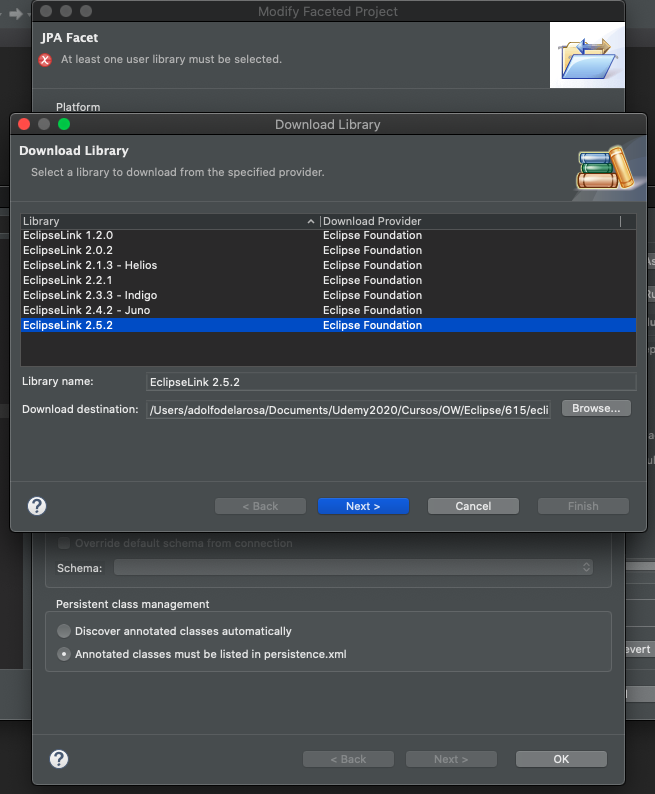 Modify Faceted Project
JPA Facet
At least one user library must be selected.
Platform
Download Library
Download Library
Select a library to download from the specified provider.
Library Download Provider
EclipseLink 1.2.0 Eclipse Foundation
EclipseLink 2.0.2 Eclipse Foundation
EclipseLink 2.1.3 - Helios Eclipse Foundation
EclipseLink 2.2.1 Eclipse Foundation
EclipseLink 2.3.3 - Indigo Eclipse Foundation
EclipseLink 2.4.2 - Juno Eclipse Foundation
EclipseLink 2.5.2 Eclipse Foundation
Library name: EclipseLink 2.5.2
Download destination: /Users/adolfodelarosa/Documents/Udemy2020/Cursos/OW/Eclipse/615/ecli Browse...
? < Back Next > Cancel Finish
Override default schema from connection
Schema:
Persistent class management
Discover annotated classes automatically
Annotated classes must be listed in persistence.xml
evert
? < Back Next > OK